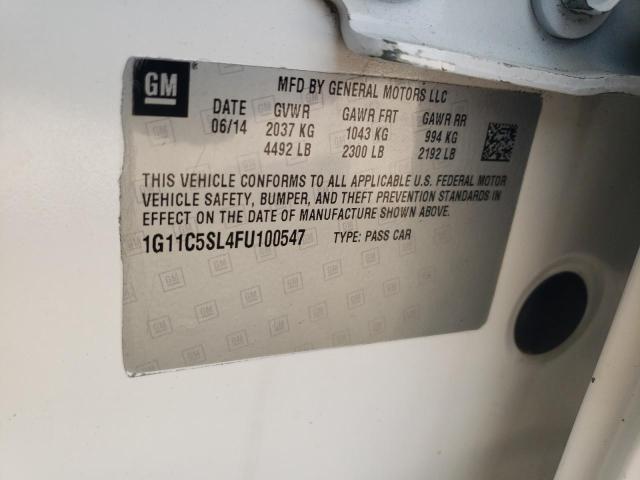 GM
MFD BY GENERAL MOTORS LLC
DATE GVWR GAWR FRT GAWR RR
06/14 2037 KG 1043 KG 994 KG
4492 LB 2300 LB 2192 LB
THIS VEHICLE CONFORMS TO ALL APPLICABLE U.S. FEDERAL MOTOR
VEHICLE SAFETY, BUMPER, AND THEFT PREVENTION STANDARDS IN
EFFECT ON THE DATE OF MANUFACTURE SHOWN ABOVE.
1G11C5SL4FU100547 TYPE: PASS CAR